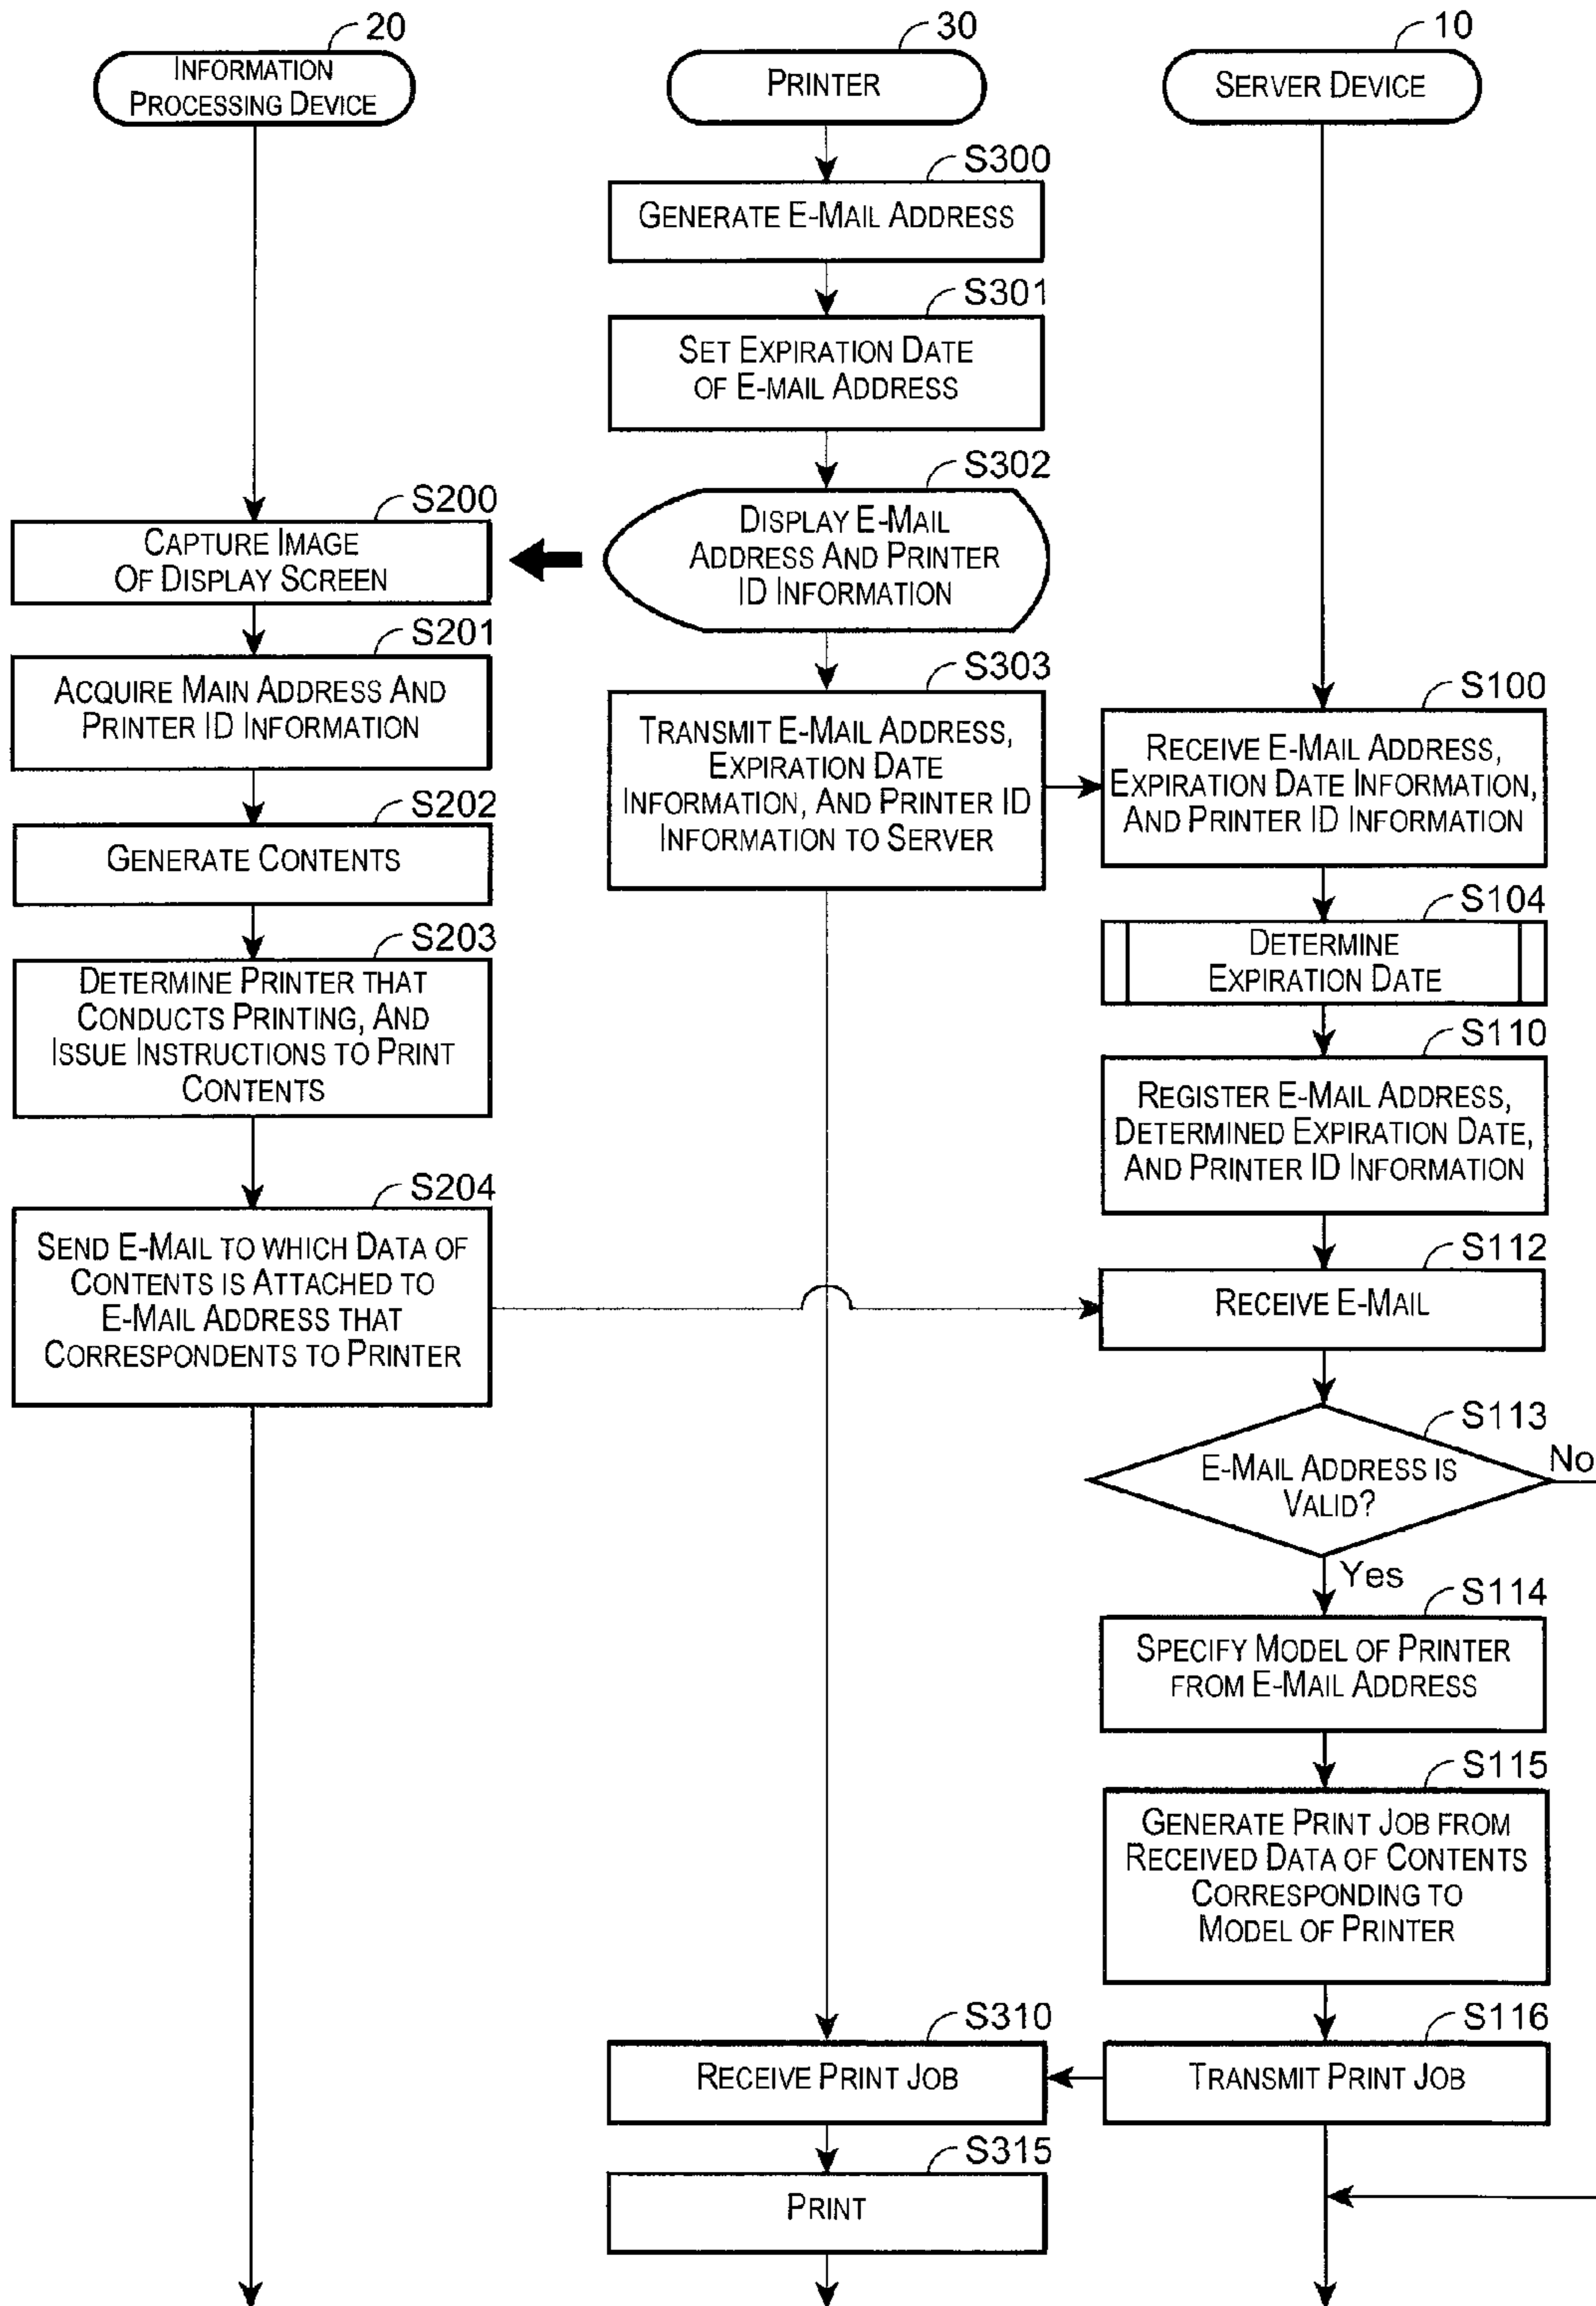 20
INFORMATION
PROCESSING DEVICE
30
PRINTER
10
SERVER DEVICE
S300
GENERATE E-MAIL ADDRESS
S301
SET EXPIRATION DATE
OF E-MAIL ADDRESS
S302
DISPLAY E-MAIL
ADDRESS AND PRINTER
ID INFORMATION
S200
CAPTURE IMAGE
OF DISPLAY SCREEN
S201
ACQUIRE MAIN ADDRESS AND
PRINTER ID INFORMATION
S303
TRANSMIT E-MAIL ADDRESS,
EXPIRATION DATE
INFORMATION, AND PRINTER ID
INFORMATION TO SERVER
S100
RECEIVE E-MAIL ADDRESS,
EXPIRATION DATE INFORMATION,
AND PRINTER ID INFORMATION
S202
GENERATE CONTENTS
S104
DETERMINE
EXPIRATION DATE
S203
DETERMINE PRINTER THAT
CONDUCTS PRINTING, AND
ISSUE INSTRUCTIONS TO PRINT
CONTENTS
S110
REGISTER E-MAIL ADDRESS,
DETERMINED EXPIRATION DATE,
AND PRINTER ID INFORMATION
S204
SEND E-MAIL TO WHICH DATA OF
CONTENTS IS ATTACHED TO
E-MAIL ADDRESS THAT
CORRESPONDENTS TO PRINTER
S112
RECEIVE E-MAIL
S113
E-MAIL ADDRESS IS
VALID?
No
Yes
S114
SPECIFY MODEL OF PRINTER
FROM E-MAIL ADDRESS
S115
GENERATE PRINT JOB FROM
RECEIVED DATA OF CONTENTS
CORRESPONDING TO
MODEL OF PRINTER
S310
RECEIVE PRINT JOB
S116
TRANSMIT PRINT JOB
S315
PRINT